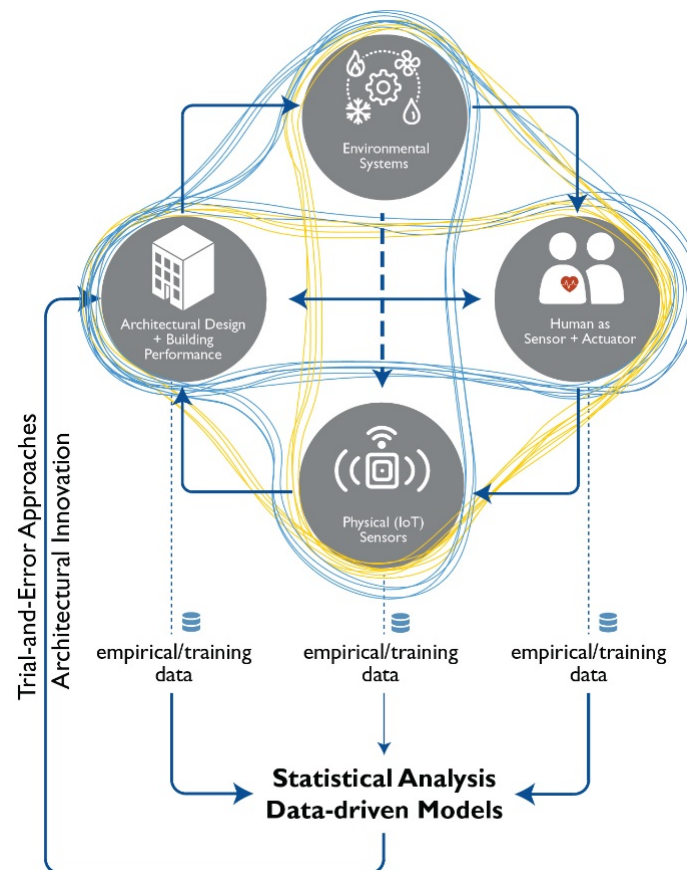 Environmental
Systems
Architectural Design
+ Building
Performance
Human as
Sensor + Actuator
Physical (IoT)
Sensors
Trial-and-Error Approaches
Architectural Innovation
empirical/training
data
empirical/training
data
empirical/training
data
Statistical Analysis
Data-driven Models